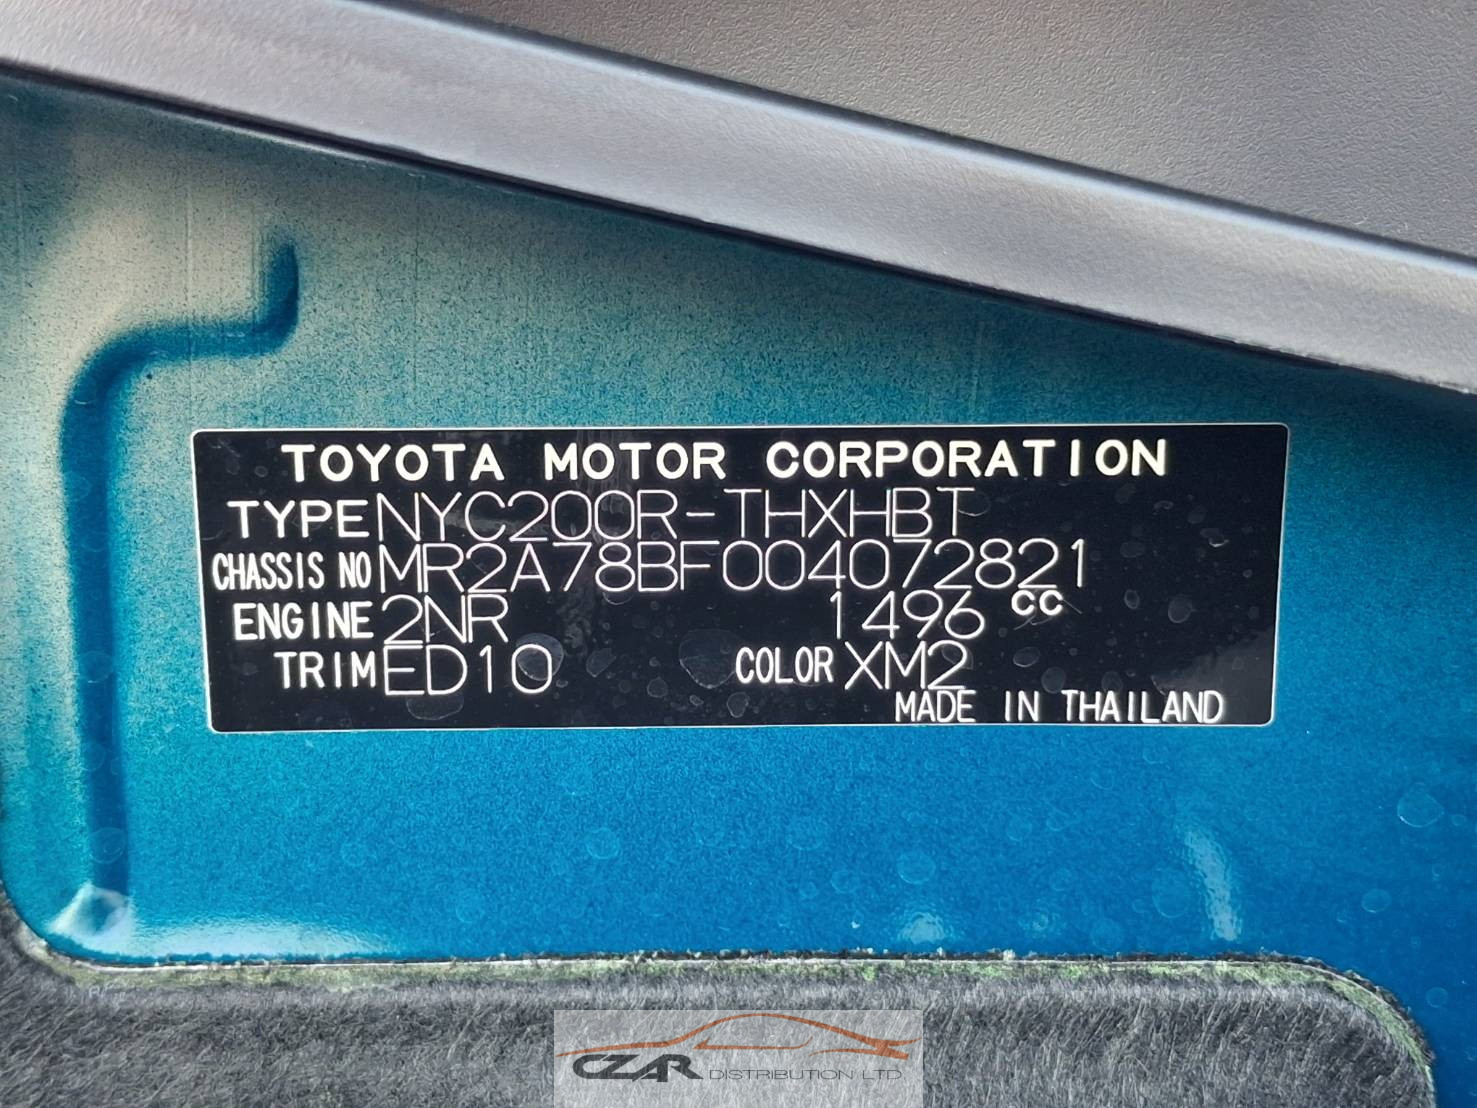 TOYOTA MOTOR CORPORATION
TYPE NYC200R-THXHBT
CHASSIS NO MR2A78BF004072821
ENGINE 2NR 1496 CC
TRIM ED10 COLOR XM2
MADE IN THAILAND
CZAR DISTRIBUTION LTD